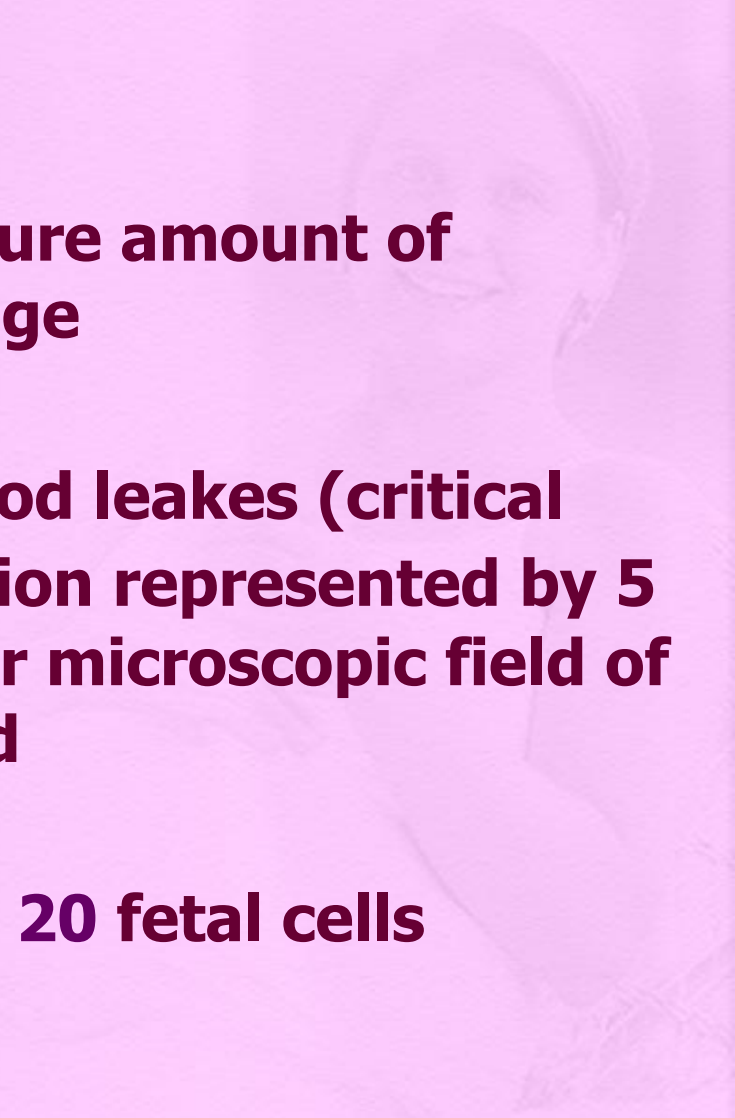 ure amount of
ge
od leakes (critical
ion represented by 5
r microscopic field of
d
20 fetal cells